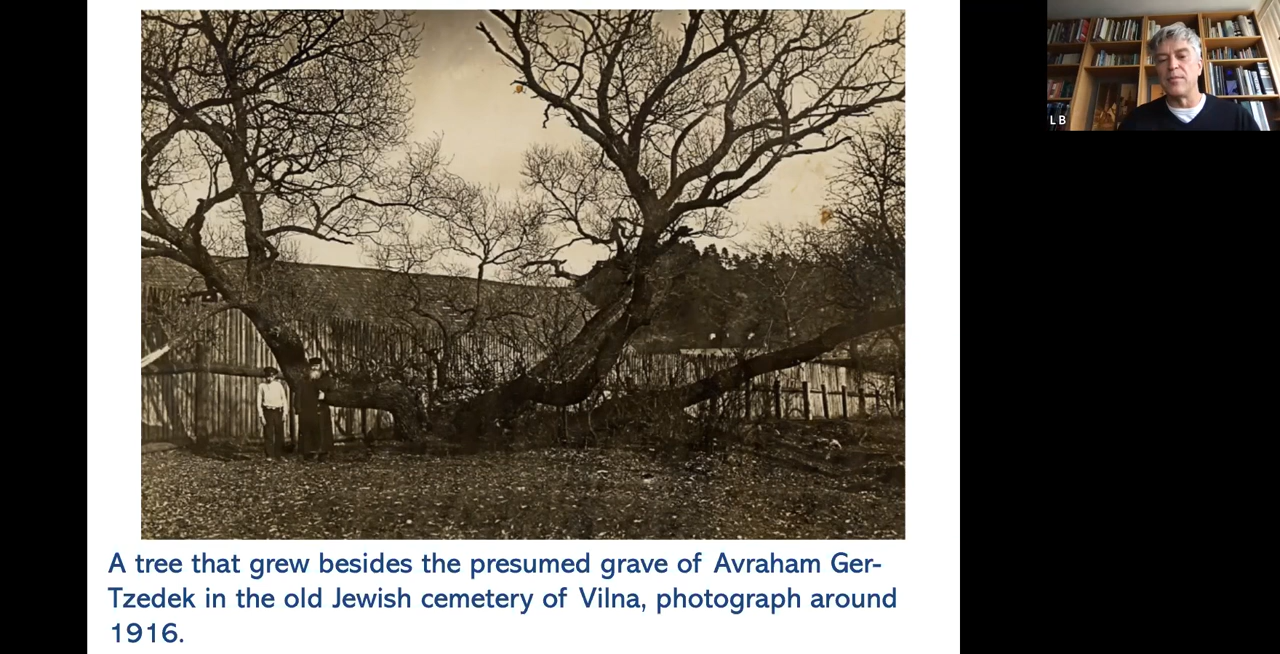 L B
A tree that grew besides the presumed grave of Avraham Ger-
Tzedek in the old Jewish cemetery of Vilna, photograph around
1916.